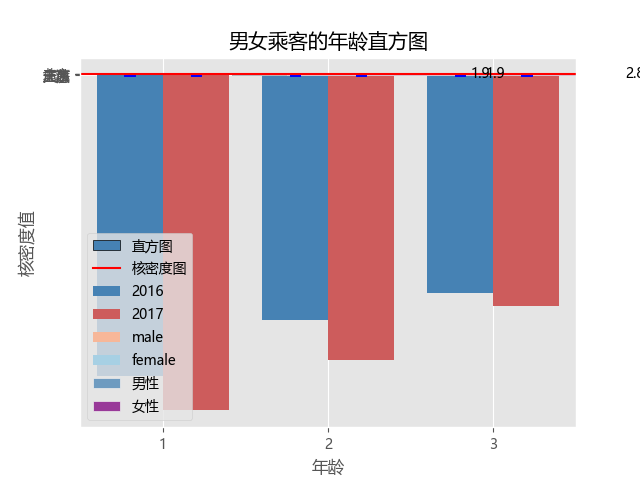 男女乘客的年龄直方图
1.9
1.9
2.8
核密度值
直方图
核密度图
2016
2017
male
female
男性
女性
1
2
3
年龄